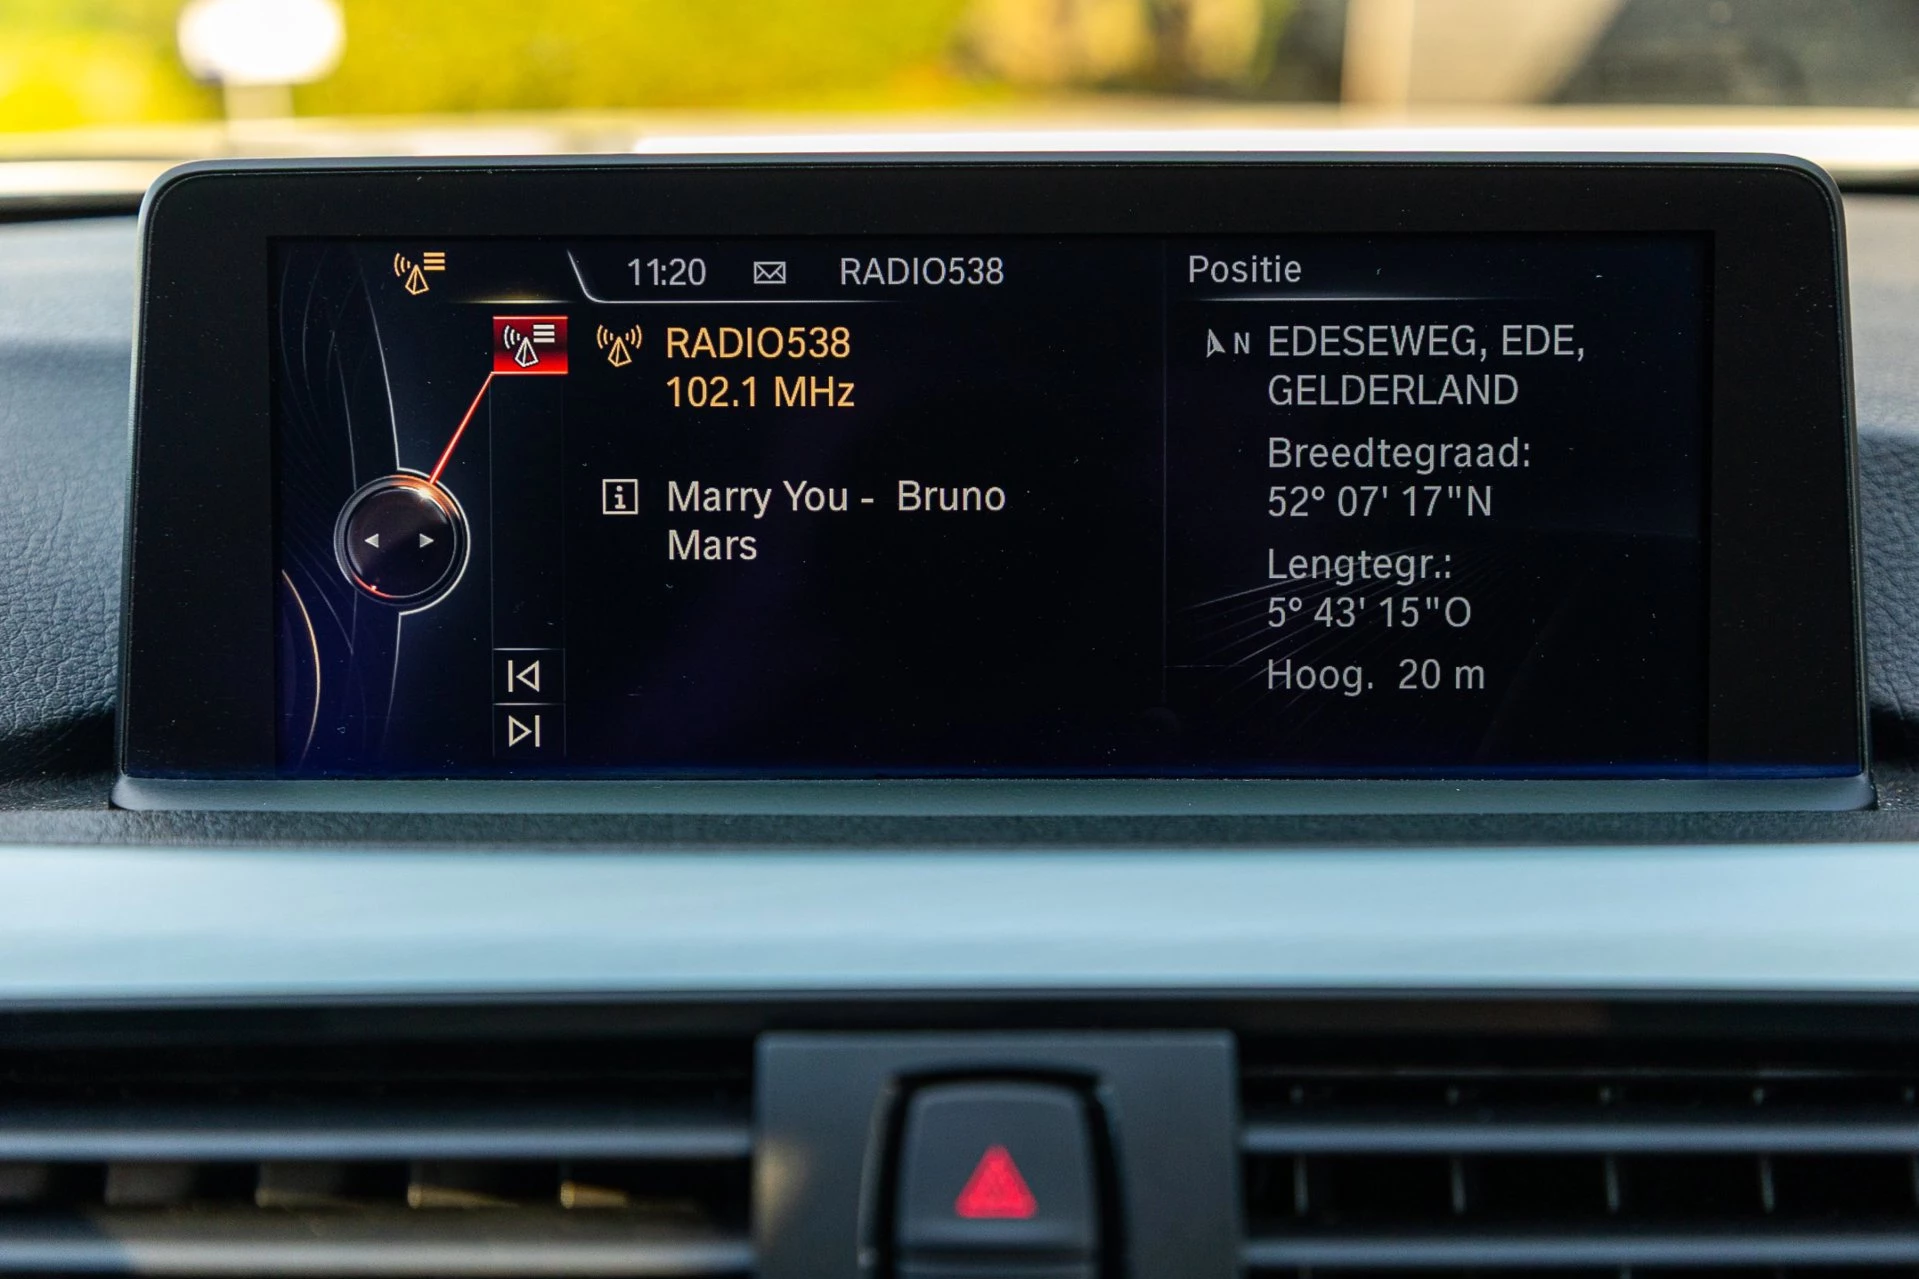 11:20 RADIO538
RADIO538
102.1 MHz
Marry You - Bruno
Mars
Positie
N EDESEWEG, EDE,
GELDERLAND
Breedtegraad:
52° 07' 17"N
Lengtegr.:
5° 43' 15"O
Hoog. 20 m